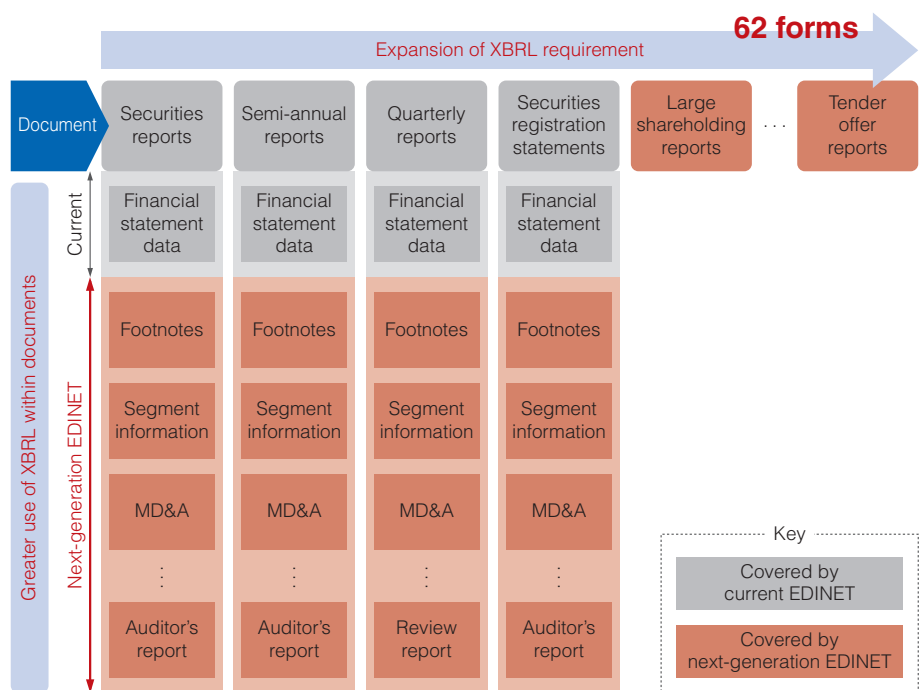 62 forms
Expansion of XBRL requirement
Document
Securities
reports
Semi-annual
reports
Quarterly
reports
Securities
registration
statements
Large
shareholding
reports
. . .
Tender
offer
reports
Greater use of XBRL within documents
Current
Financial
statement
data
Financial
statement
data
Financial
statement
data
Financial
statement
data
Next-generation EDINET
Footnotes
Footnotes
Footnotes
Footnotes
Segment
information
Segment
information
Segment
information
Segment
information
MD&A
MD&A
MD&A
MD&A
. . .
. . .
. . .
. . .
Auditor's
report
Auditor's
report
Review
report
Auditor's
report
Key
Covered by
current EDINET
Covered by
next-generation EDINET